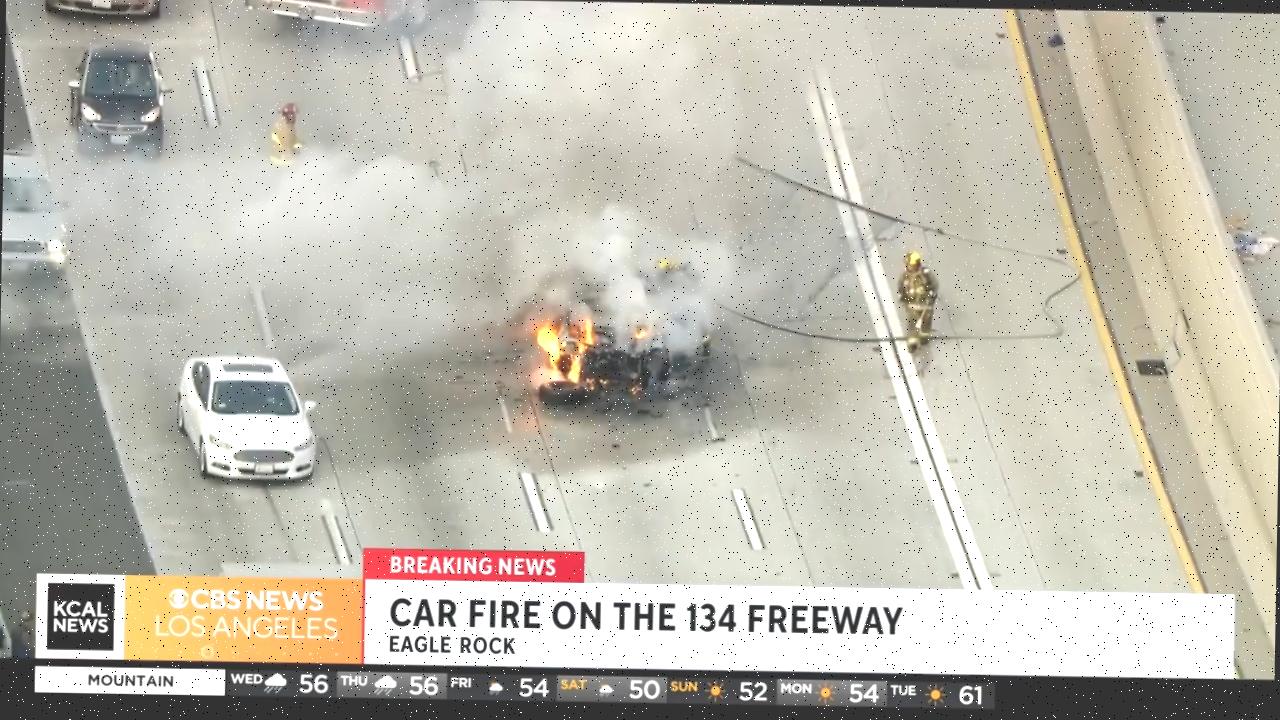 BREAKING NEWS
KCAL NEWS
CBS NEWS
LOS ANGELES
CAR FIRE ON THE 134 FREEWAY
EAGLE ROCK
MOUNTAIN WED 56 THU 56 FRI 54 SAT 50 SUN 52 MON 54 TUE 61